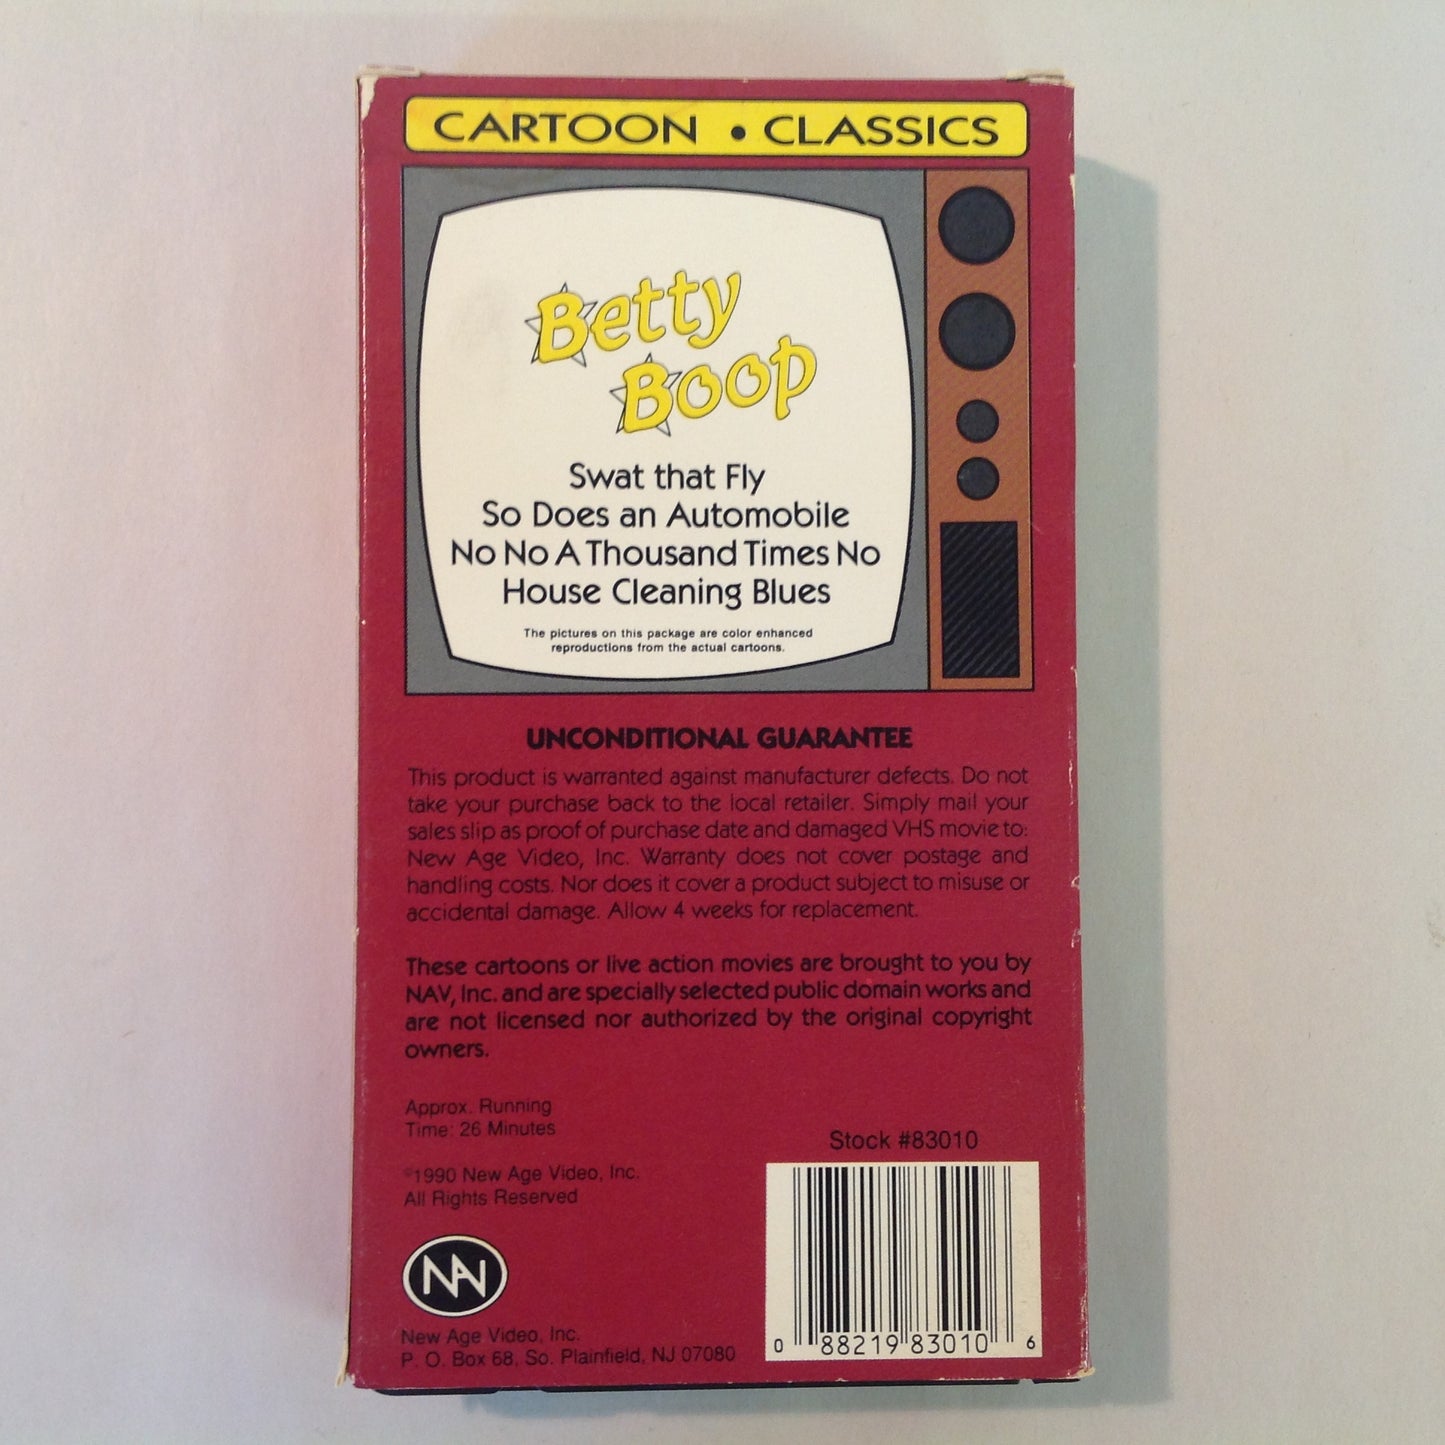 CARTOON • CLASSICS
Betty
Boop
Swat that Fly
So Does an Automobile
No No A Thousand Times No
House Cleaning Blues
The pictures on this package are color enhanced
reproductions from the actual cartoons.
UNCONDITIONAL GUARANTEE
This product is warranted against manufacturer defects. Do not
take your purchase back to the local retailer. Simply mail your
sales slip as proof of purchase date and damaged VHS movie to:
New Age Video, Inc. Warranty does not cover postage and
handling costs. Nor does it cover a product subject to misuse or
accidental damage. Allow 4 weeks for replacement.
These cartoons or live action movies are brought to you by
NAV, Inc. and are specially selected public domain works and
are not licensed nor authorized by the original copyright
owners.
Approx. Running
Time: 26 Minutes
©1990 New Age Video, Inc.
All Rights Reserved
NAV
New Age Video, Inc.
P. O. Box 68, So. Plainfield, NJ 07080
Stock #83010
0 88219 83010 6